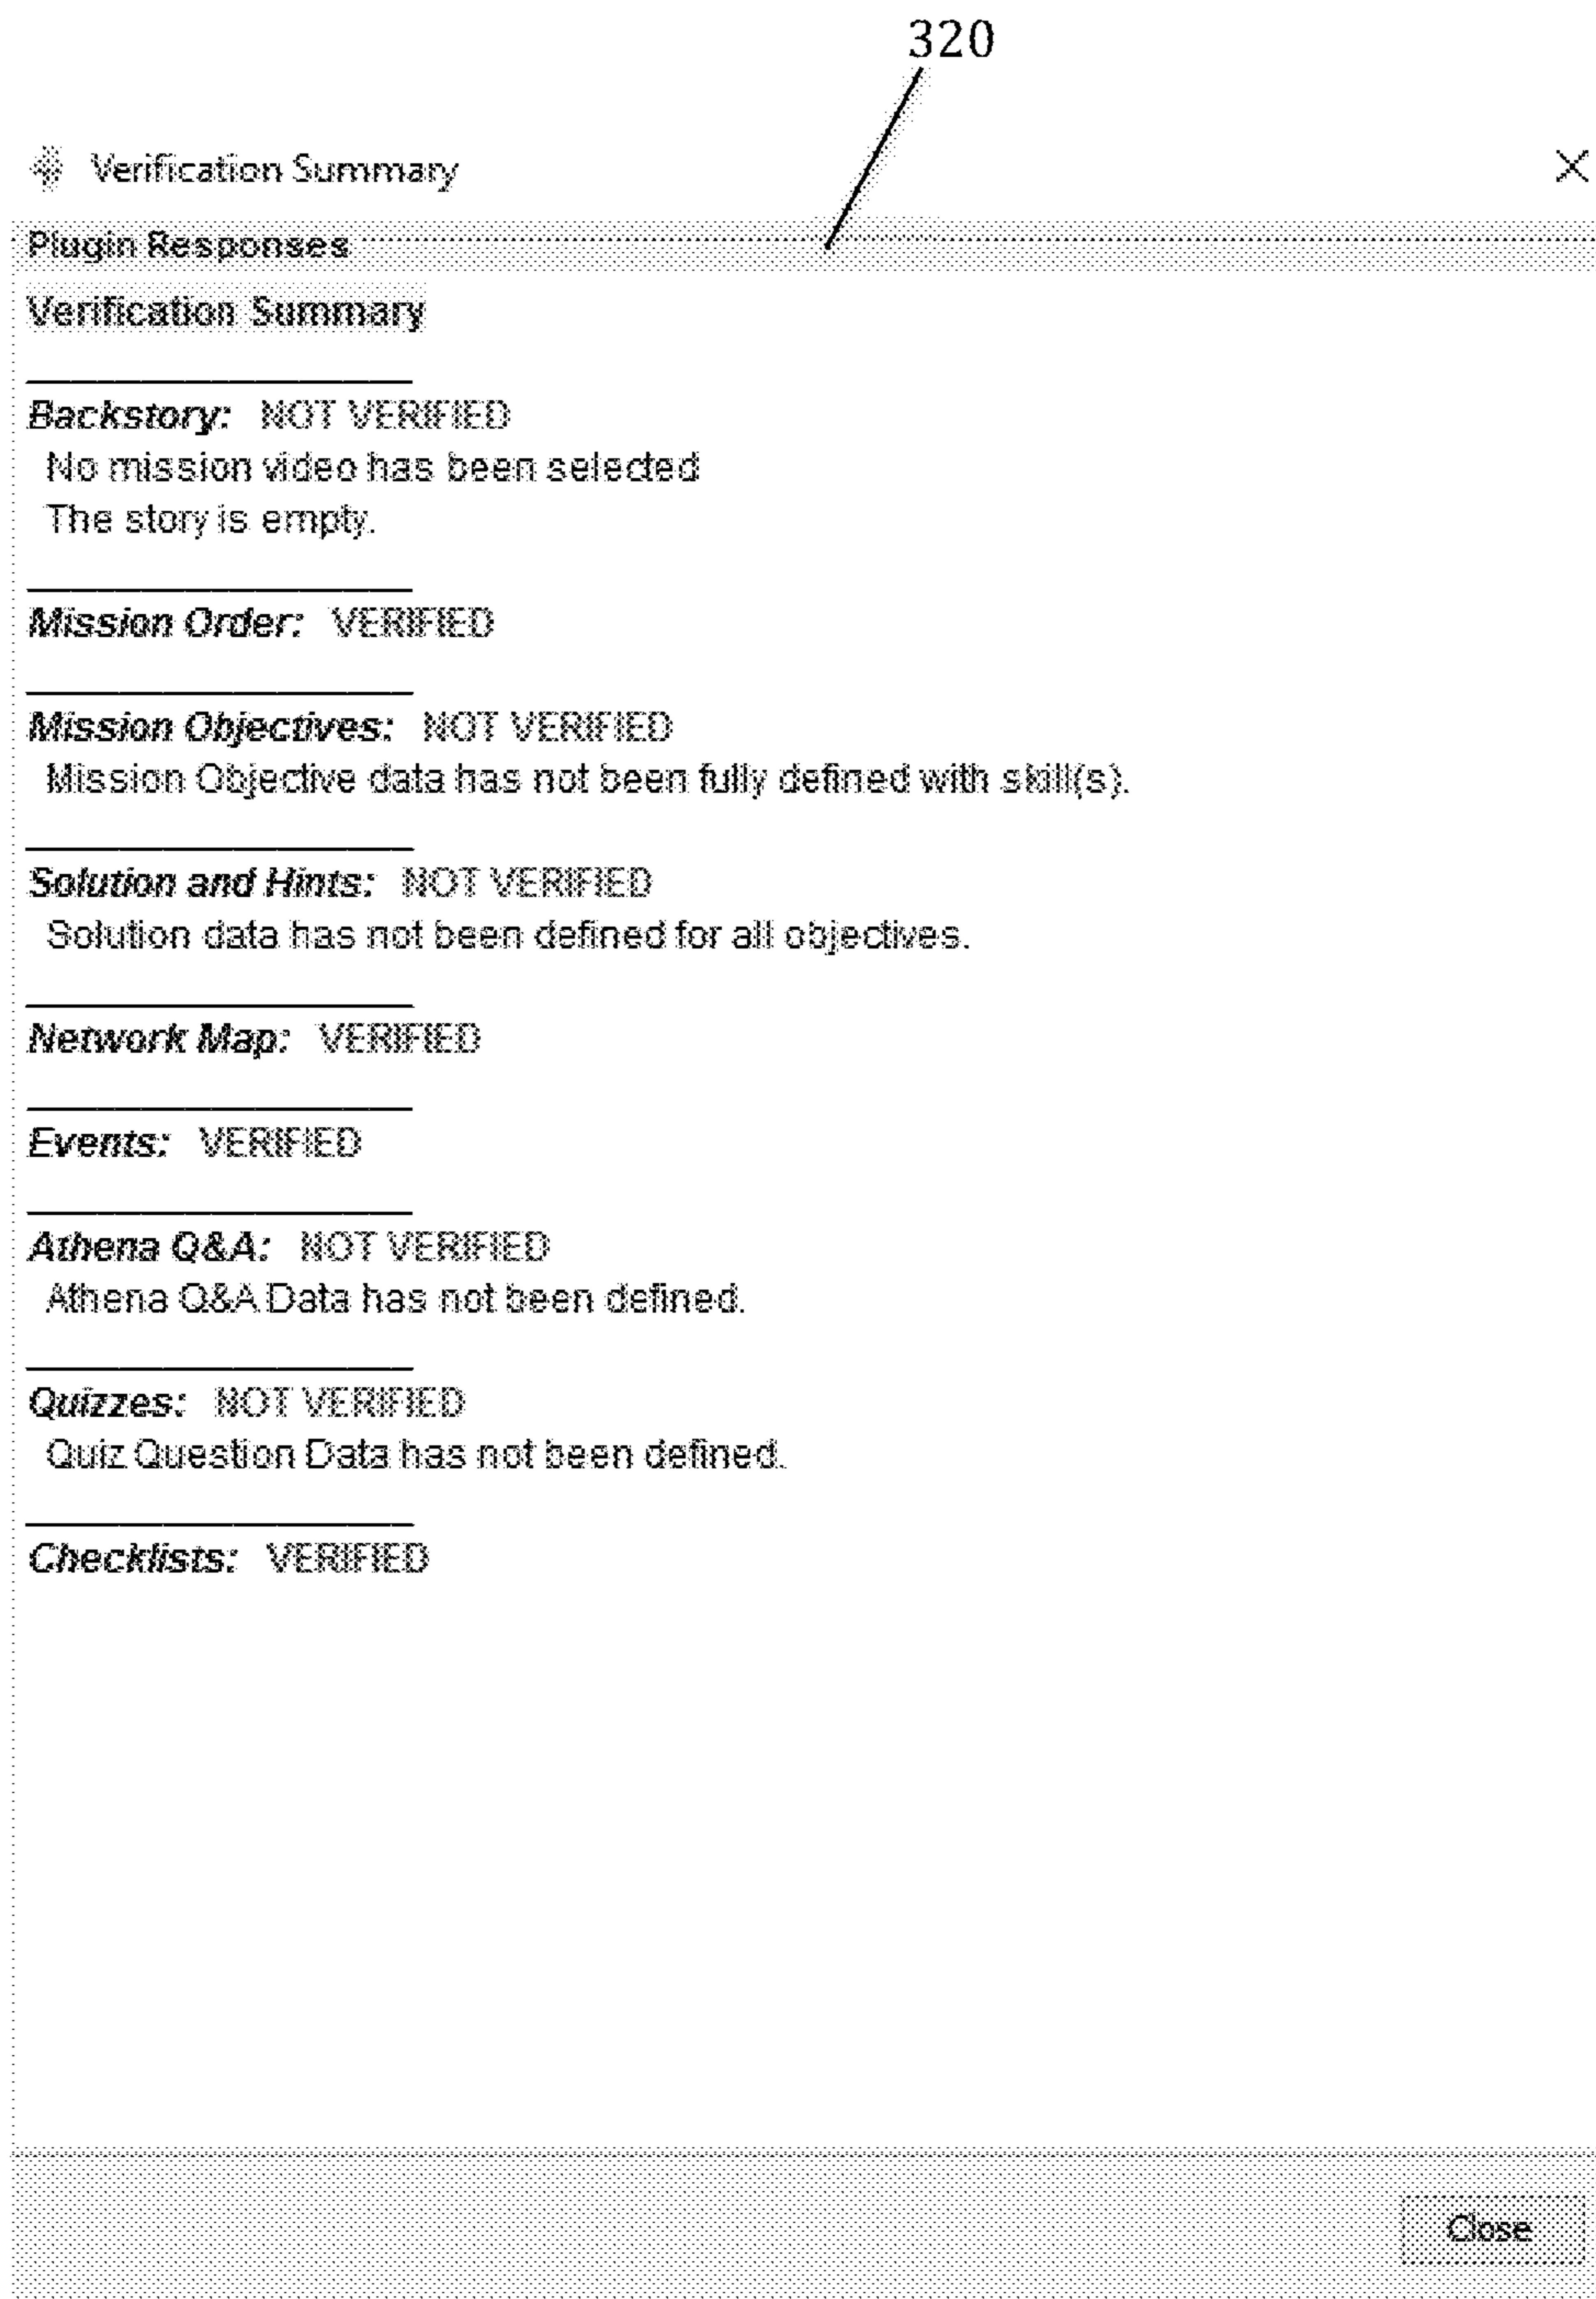 320
Verification Summary
Plugin Responses
Verification Summary
Backstory: NOT VERIFIED
No mission video has been selected
The story is empty.
Mission Order: VERIFIED
Mission Objectives: NOT VERIFIED
Mission Objective data has not been fully defined with skill(s).
Solution and Hints: NOT VERIFIED
Solution data has not been defined for all objectives.
Network Map: VERIFIED
Events: VERIFIED
Athena Q&A: NOT VERIFIED
Athena Q&A Data has not been defined.
Quizzes: NOT VERIFIED
Quiz Question Data has not been defined.
Checklists: VERIFIED
Close